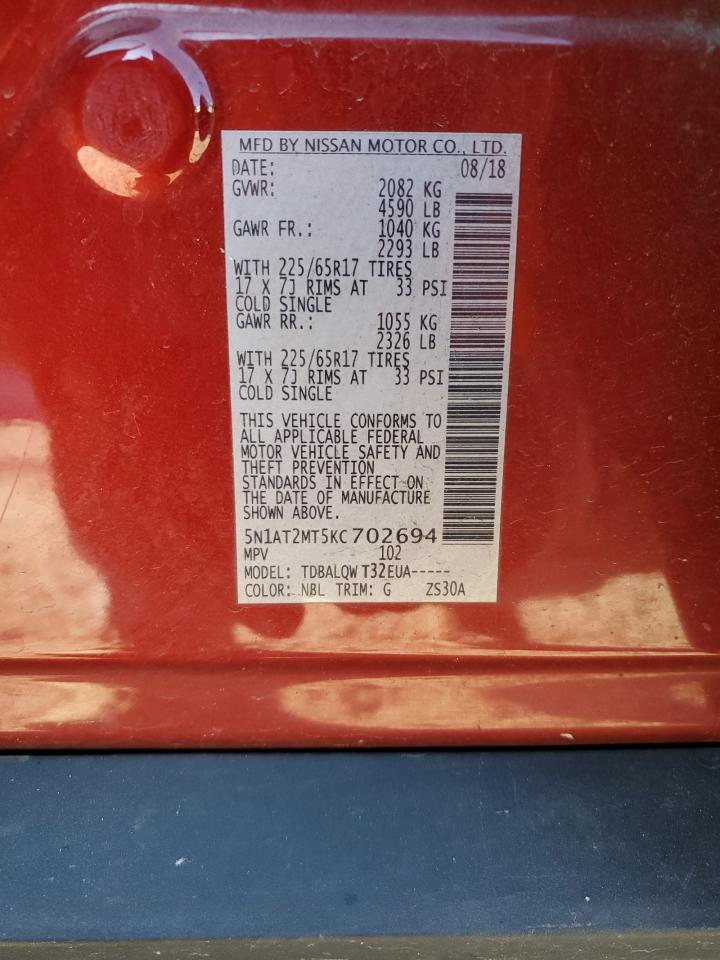 MFD BY NISSAN MOTOR CO., LTD.
DATE: 08/18
GVWR: 2082 KG
4590 LB
GAWR FR.: 1040 KG
2293 LB
WITH 225/65R17 TIRES
17 X 7J RIMS AT 33 PSI
COLD SINGLE
GAWR RR.: 1055 KG
2326 LB
WITH 225/65R17 TIRES
17 X 7J RIMS AT 33 PSI
COLD SINGLE
THIS VEHICLE CONFORMS TO
ALL APPLICABLE FEDERAL
MOTOR VEHICLE SAFETY AND
THEFT PREVENTION
STANDARDS IN EFFECT ON
THE DATE OF MANUFACTURE
SHOWN ABOVE.
5N1AT2MT5KC702694
MPV 102
MODEL: TDBALQW T32EUA-----
COLOR: NBL TRIM: G ZS30A